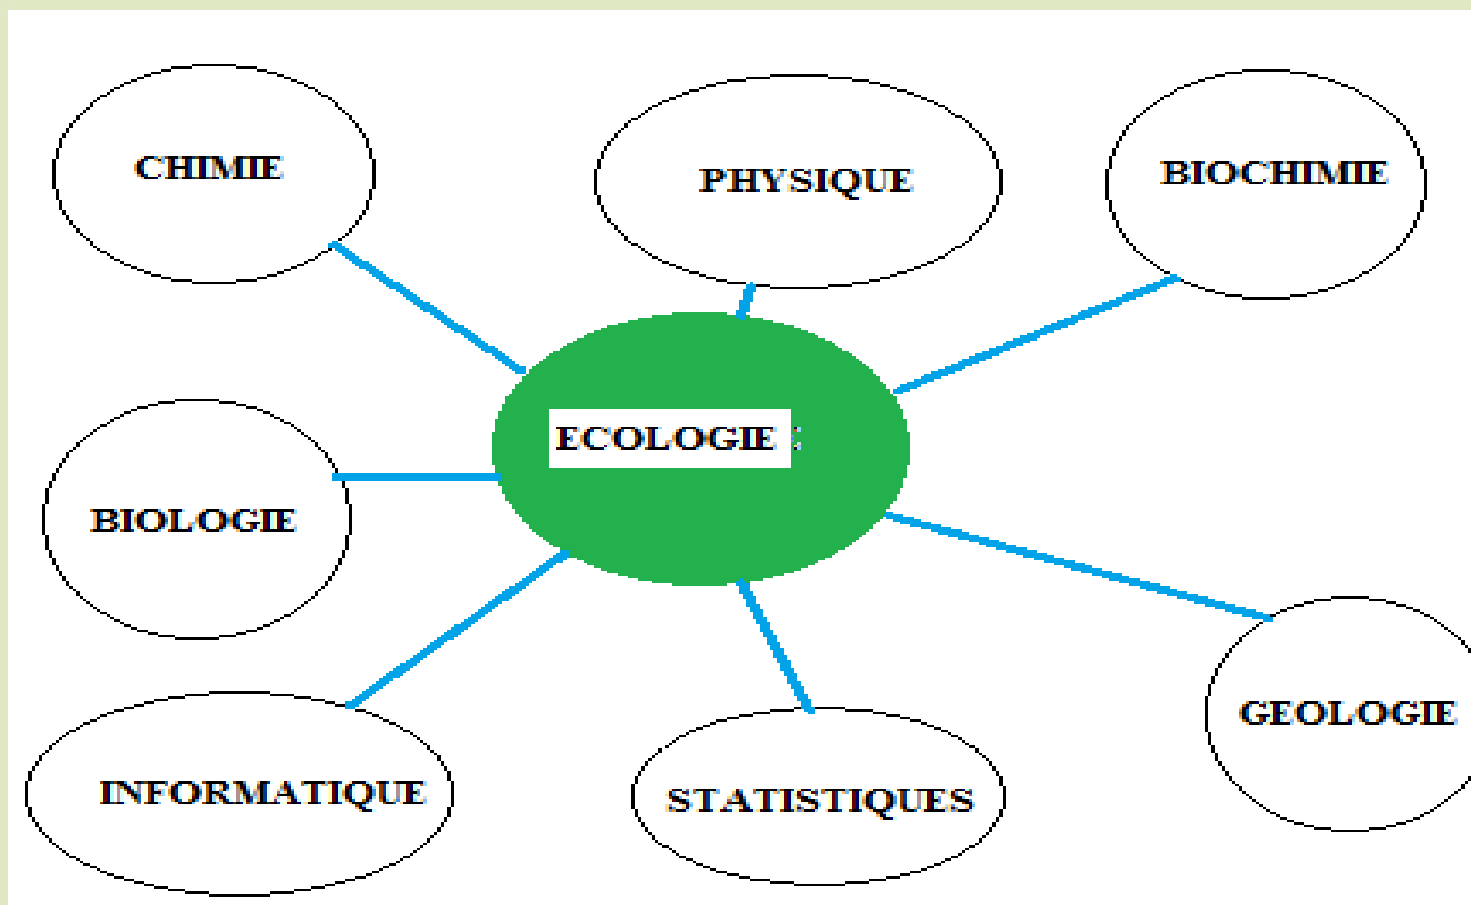 CHIMIE
PHYSIQUE
BIOCHIMIE
ECOLOGIE :
BIOLOGIE
GEOLOGIE
INFORMATIQUE
STATISTIQUES